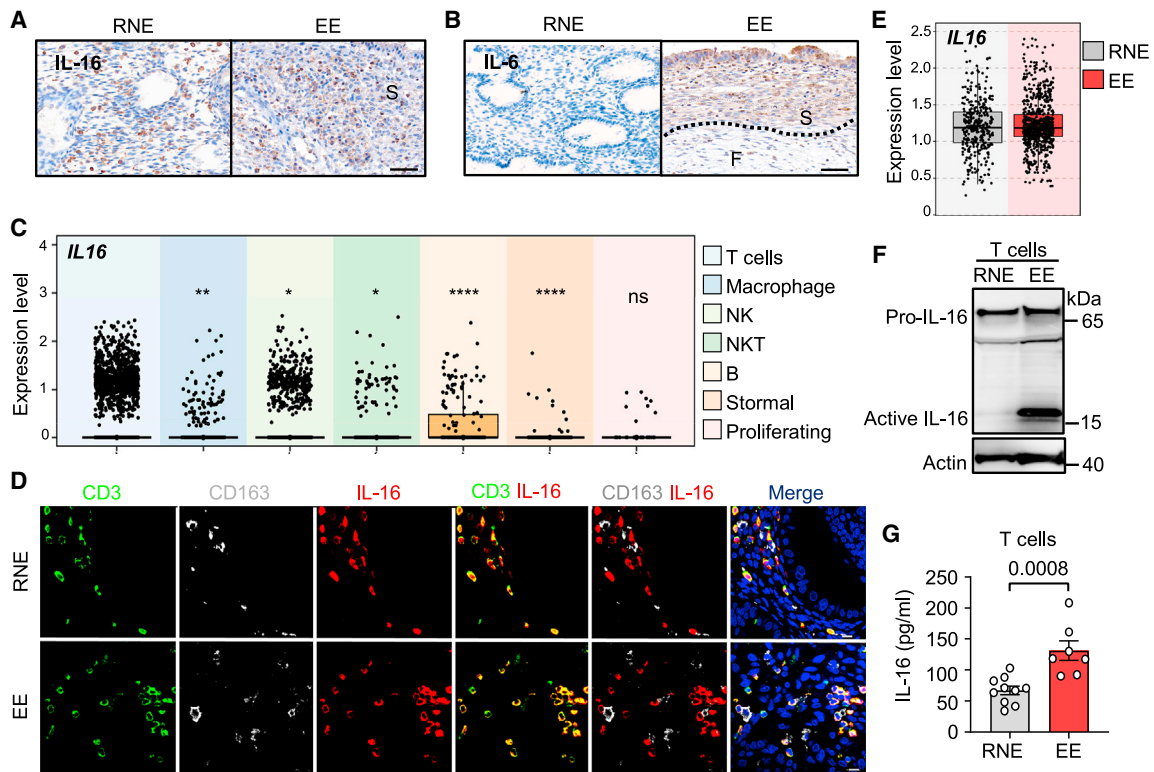 A
RNE
EE
IL-16
S
B
RNE
EE
IL-6
S
F
E
IL16
Expression level
2.5
2.0
1.5
1.0
0.5
0
RNE
EE
C
IL16
Expression level
4
3
2
1
0
**
*
*
****
****
ns
T cells
Macrophage
NK
NKT
B
Stormal
Proliferating
F
T cells
RNE EE
kDa
Pro-IL-16
65
Active IL-16
15
Actin
40
D
CD3
CD163
IL-16
CD3 IL-16
CD163 IL-16
Merge
RNE
EE
G
T cells
0.0008
IL-16 (pg/ml)
250
200
150
100
50
0
RNE
EE